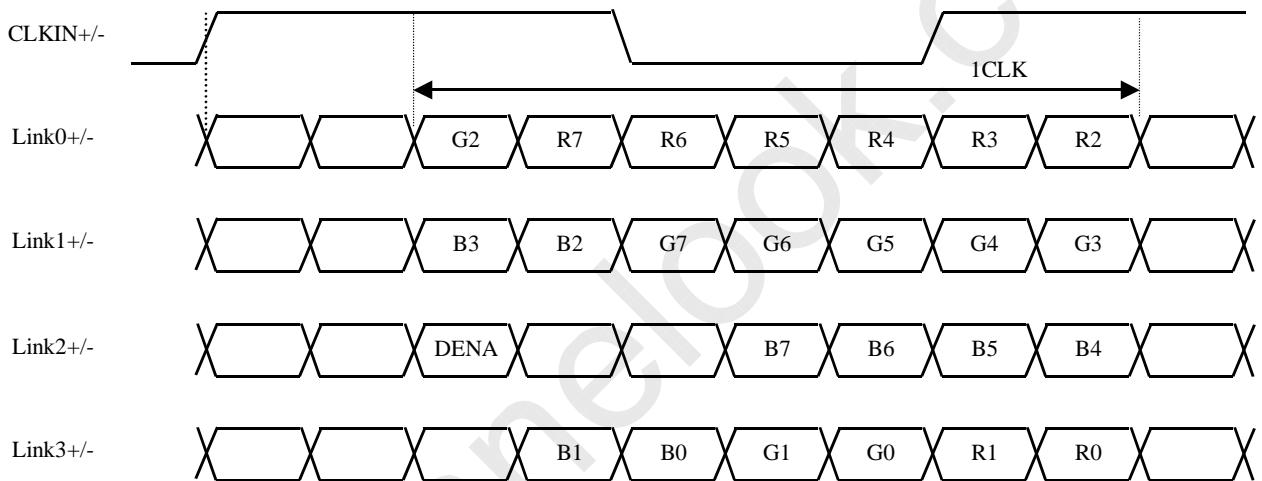 CLKIN+/-
1CLK
Link0+/- G2 R7 R6 R5 R4 R3 R2
Link1+/- B3 B2 G7 G6 G5 G4 G3
Link2+/- DENA B7 B6 B5 B4
Link3+/- B1 B0 G1 G0 R1 R0
nelook.c